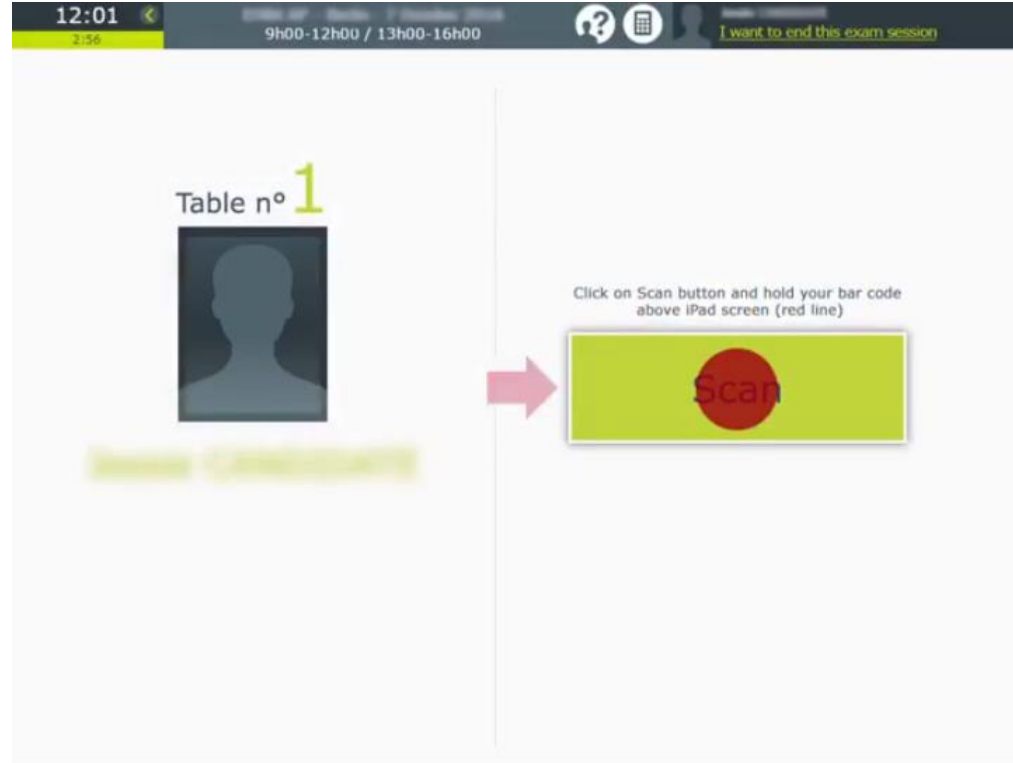 12:01
2:56
9h00-12h00 / 13h00-16h00
I want to end this exam session
Table n° 1
Click on Scan button and hold your bar code
above iPad screen (red line)
Scan